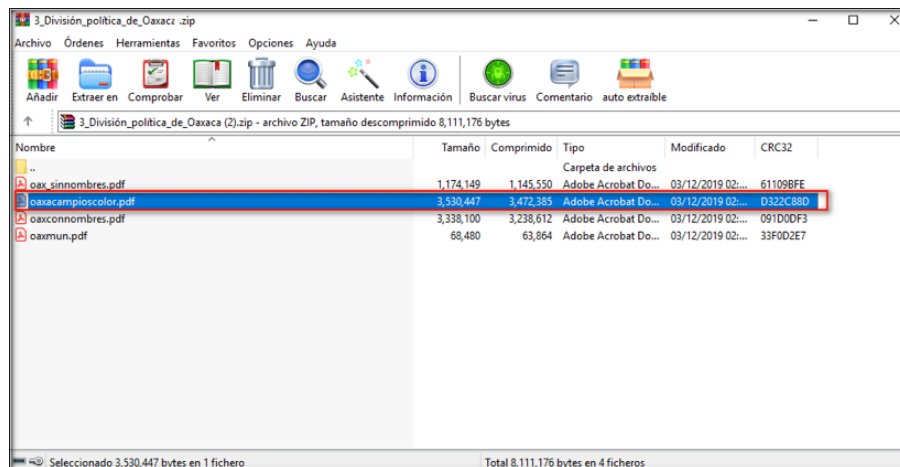 3_División_política_de_Oaxaca .zip
Archivo Órdenes Herramientas Favoritos Opciones Ayuda
Añadir Extraer en Comprobar Ver Eliminar Buscar Asistente Información Buscar virus Comentario auto extraíble
3_División_política_de_Oaxaca (2).zip - archivo ZIP, tamaño descomprimido 8,111,176 bytes
Nombre Tamaño Comprimido Tipo Modificado CRC32
.. Carpeta de archivos
oax_sinnombres.pdf 1,174,149 1,145,550 Adobe Acrobat Do... 03/12/2019 02:... 61109BFE
oaxacampioscolor.pdf 3,530,447 3,472,385 Adobe Acrobat Do... 03/12/2019 02:... D322C88D
oaxconnombres.pdf 3,338,100 3,238,612 Adobe Acrobat Do... 03/12/2019 02:... 091D0DF3
oaxmun.pdf 68,480 63,864 Adobe Acrobat Do... 03/12/2019 02:... 33F0D2E7
Seleccionado 3,530,447 bytes en 1 fichero Total 8,111,176 bytes en 4 ficheros